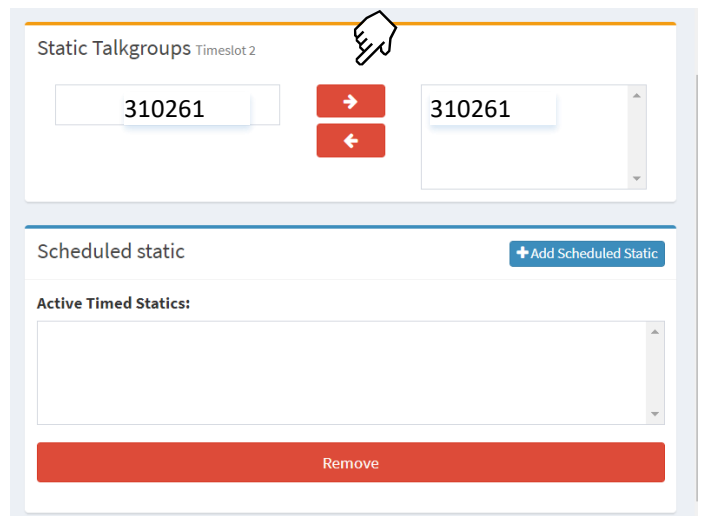 Static Talkgroups Timeslot 2
310261 310261
Scheduled static +Add Scheduled Static
Active Timed Statics:
Remove